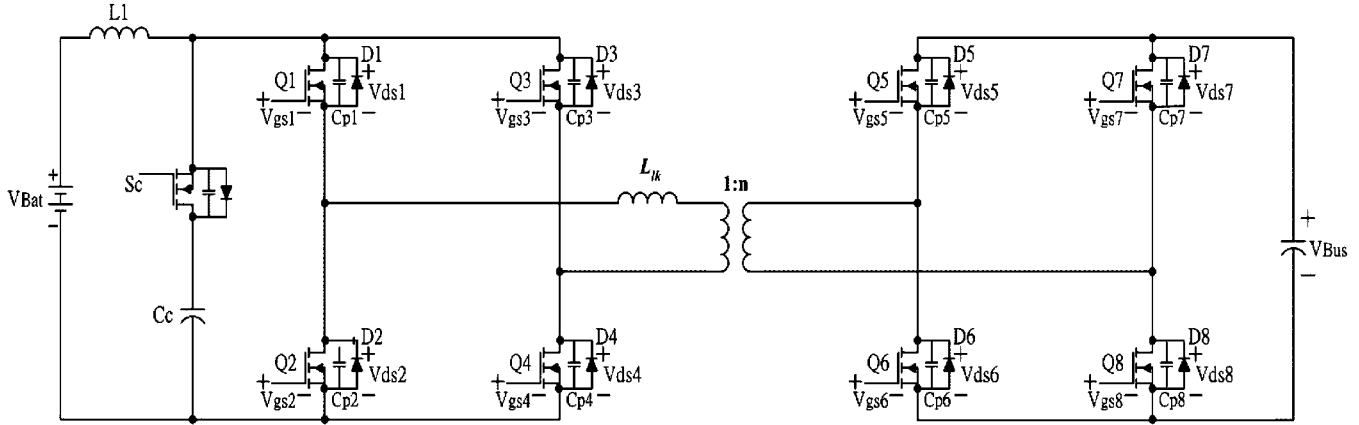 L1
D1
Q1
+
+
Vds1
Vgs1
−
Cp1
−
D3
Q3
+
+
Vds3
Vgs3
−
Cp3
−
D5
Q5
+
+
Vds5
Vgs5
−
Cp5
−
D7
Q7
+
+
Vds7
Vgs7
−
Cp7
−
Sc
+
VBat
−
Llk
1:n
+
VBus
−
Cc
D2
Q2
+
+
Vds2
Vgs2
−
Cp2
−
D4
Q4
+
+
Vds4
Vgs4
−
Cp4
−
D6
Q6
+
+
Vds6
Vgs6
−
Cp6
−
D8
Q8
+
+
Vds8
Vgs8
−
Cp8
−